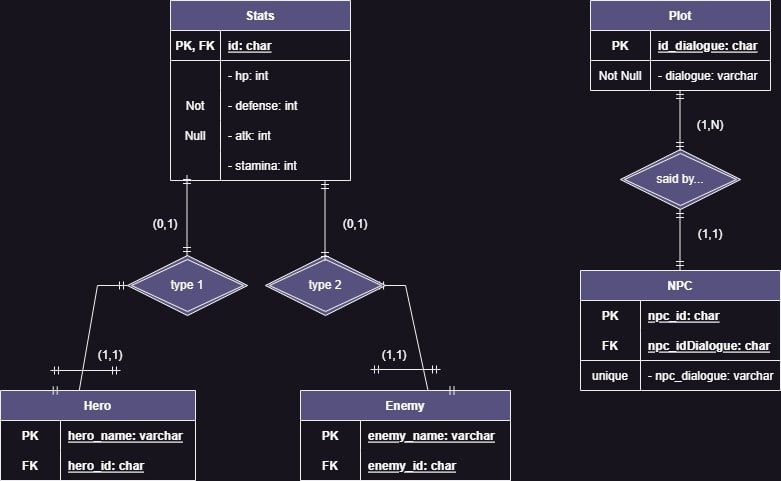 Stats
PK, FK id: char
- hp: int
Not - defense: int
Null - atk: int
- stamina: int
Plot
PK id_dialogue: char
Not Null - dialogue: varchar
(1,N)
said by...
(1,1)
(0,1) (0,1)
type 1 type 2
(1,1) (1,1)
NPC
PK npc_id: char
FK npc_idDialogue: char
unique - npc_dialogue: varchar
Hero
PK hero_name: varchar
FK hero_id: char
Enemy
PK enemy_name: varchar
FK enemy_id: char